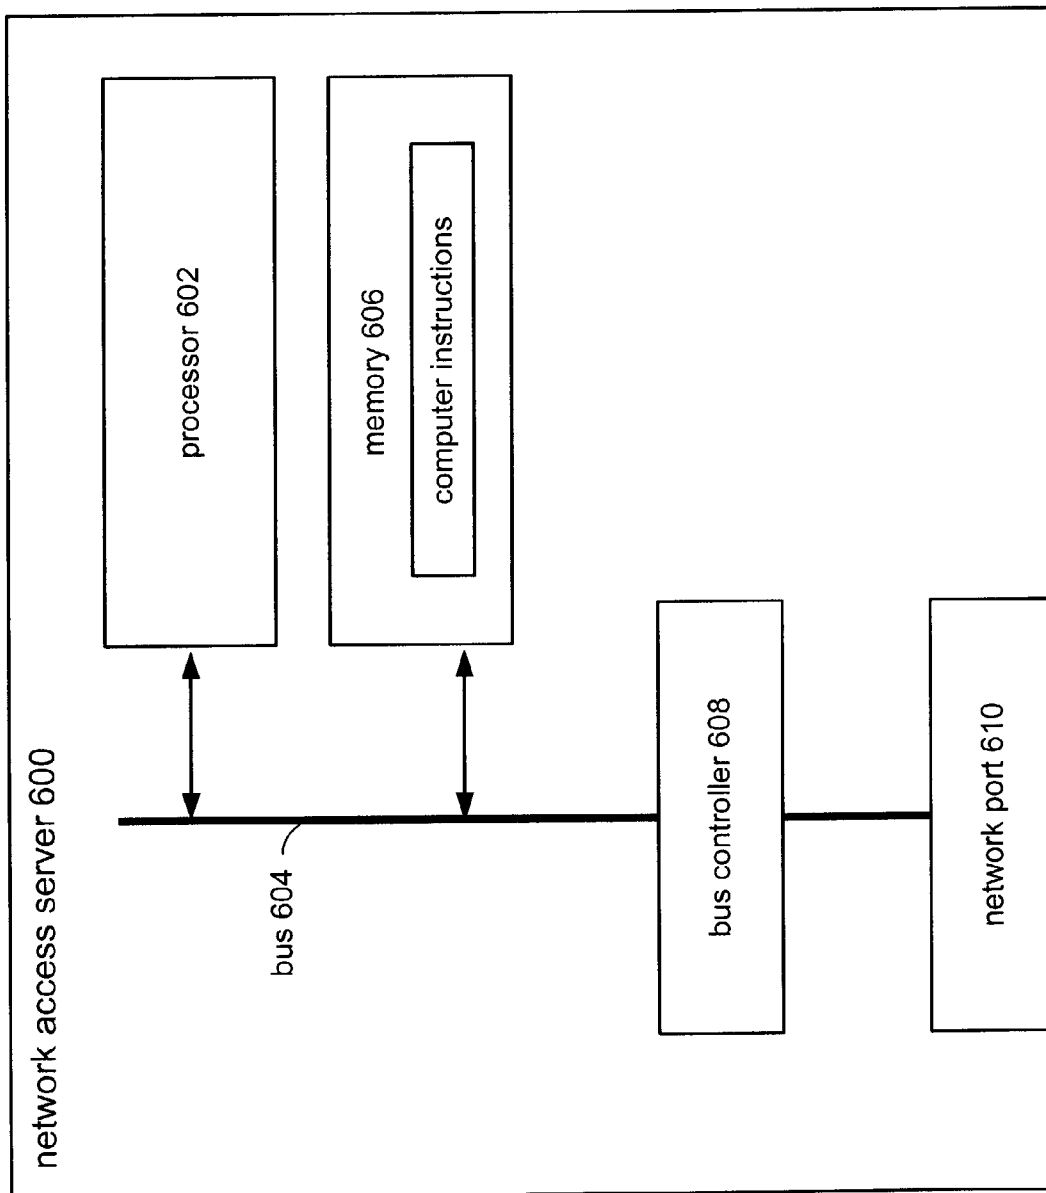 network access server 600
processor 602
memory 606
computer instructions
bus 604
bus controller 608
network port 610